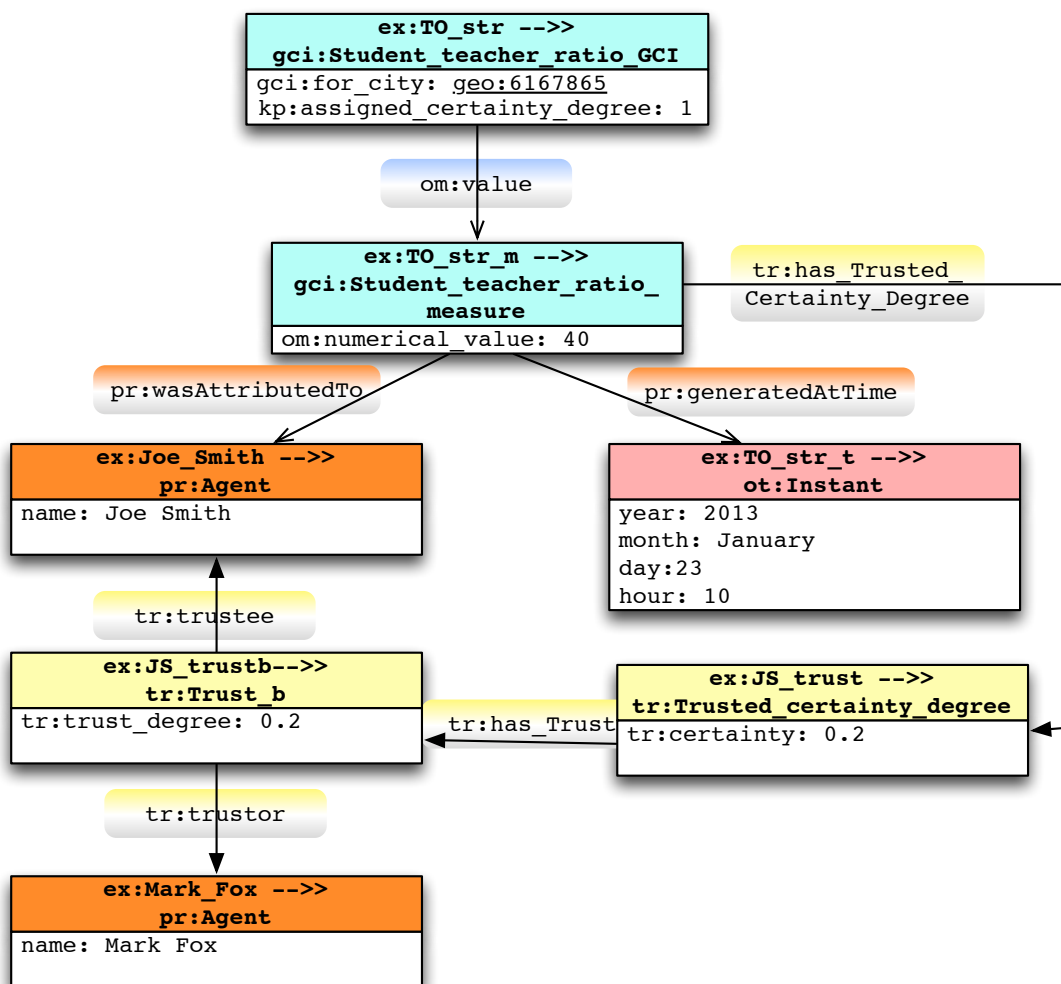 ex:TO_str -->>
gci:Student_teacher_ratio_GCI
gci:for_city: geo:6167865
kp:assigned_certainty_degree: 1
om:value
ex:TO_str_m -->>
gci:Student_teacher_ratio_
measure
om:numerical_value: 40
tr:has_Trusted_
Certainty_Degree
pr:wasAttributedTo
pr:generatedAtTime
ex:Joe_Smith -->>
pr:Agent
name: Joe Smith
ex:TO_str_t -->>
ot:Instant
year: 2013
month: January
day:23
hour: 10
tr:trustee
ex:JS_trustb-->>
tr:Trust_b
tr:trust_degree: 0.2
tr:has_Trust
ex:JS_trust -->>
tr:Trusted_certainty_degree
tr:certainty: 0.2
tr:trustor
ex:Mark_Fox -->>
pr:Agent
name: Mark Fox